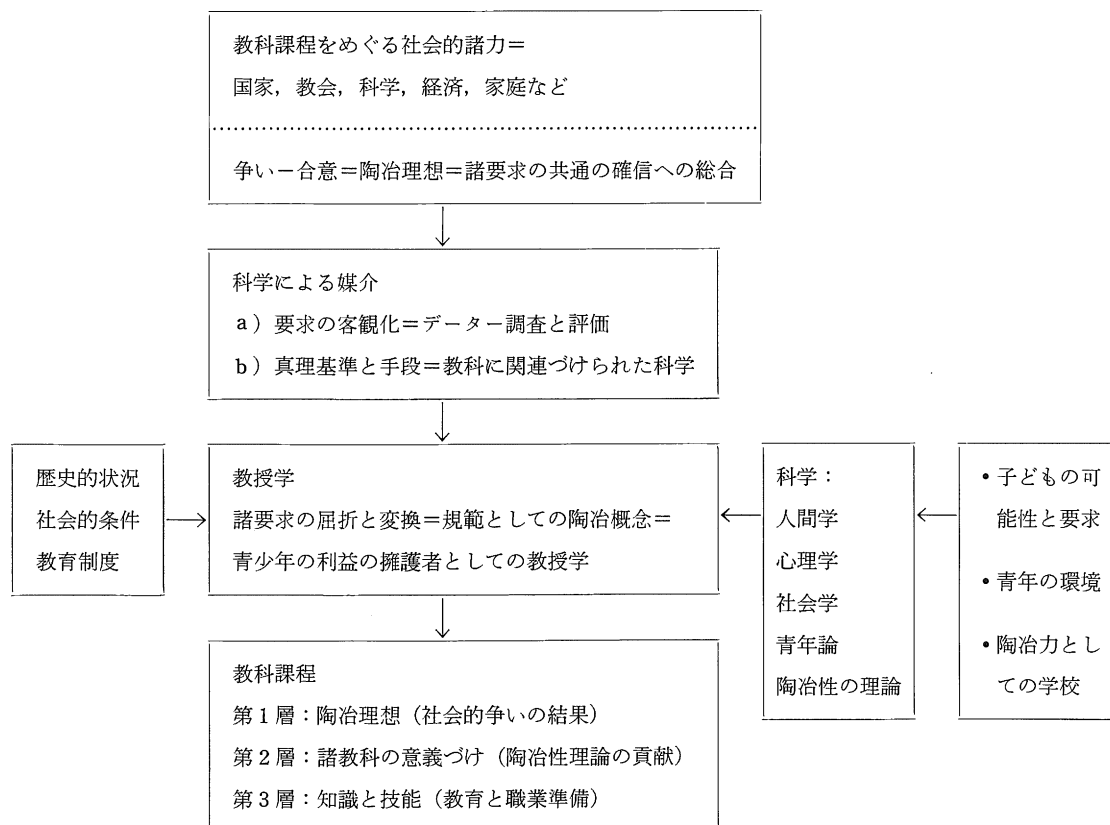 教科課程をめぐる社会的諸力=
国家,教会,科学,経済,家庭など
争い−合意=陶冶理想=諸要求の共通の確信への総合
科学による媒介
a)要求の客観化=データー調査と評価
b)真理基準と手段=教科に関連づけられた科学
歴史的状況
社会的条件
教育制度
教授学
諸要求の屈折と変換=規範としての陶冶概念=
青少年の利益の擁護者としての教授学
科学:
人間学
心理学
社会学
青年論
陶冶性の理論
•子どもの可
能性と要求
•青年の環境
•陶冶力とし
ての学校
教科課程
第1層:陶冶理想(社会的争いの結果)
第2層:諸教科の意義づけ(陶冶性理論の貢献)
第3層:知識と技能(教育と職業準備)